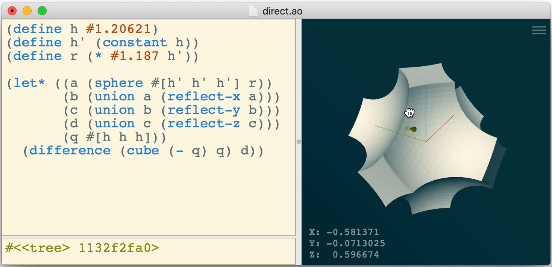 direct.ao
(define h #1.20621)
(define h' (constant h))
(define r (* #1.187 h'))
(let* ((a (sphere #[h' h' h'] r))
(b (union a (reflect-x a)))
(c (union b (reflect-y b)))
(d (union c (reflect-z c)))
(q #[h h h]))
(difference (cube (- q) q) d))
#<<tree> 1132f2fa0>
X: -0.581371
Y: -0.0713025
Z: 0.596674